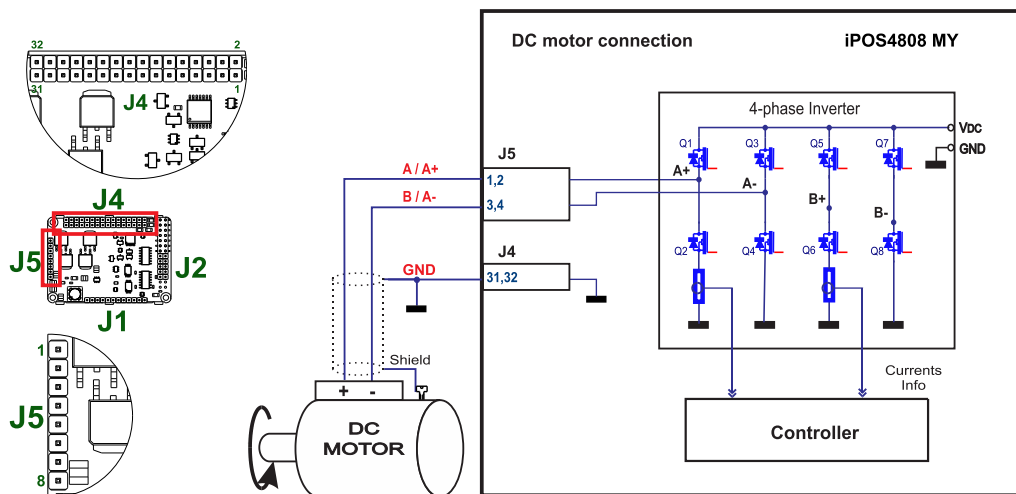 DC motor connection
iPOS4808 MY
32
2
31
1
J4
4-phase Inverter
VDC
GND
Q1
Q3
Q5
Q7
A+
A-
B+
B-
Q2
Q4
Q6
Q8
J5
1,2
3,4
A / A+
B / A-
J4
31,32
GND
J4
J5
J2
J1
Shield
1
J5
8
+ -
DC
MOTOR
Currents
Info
Controller